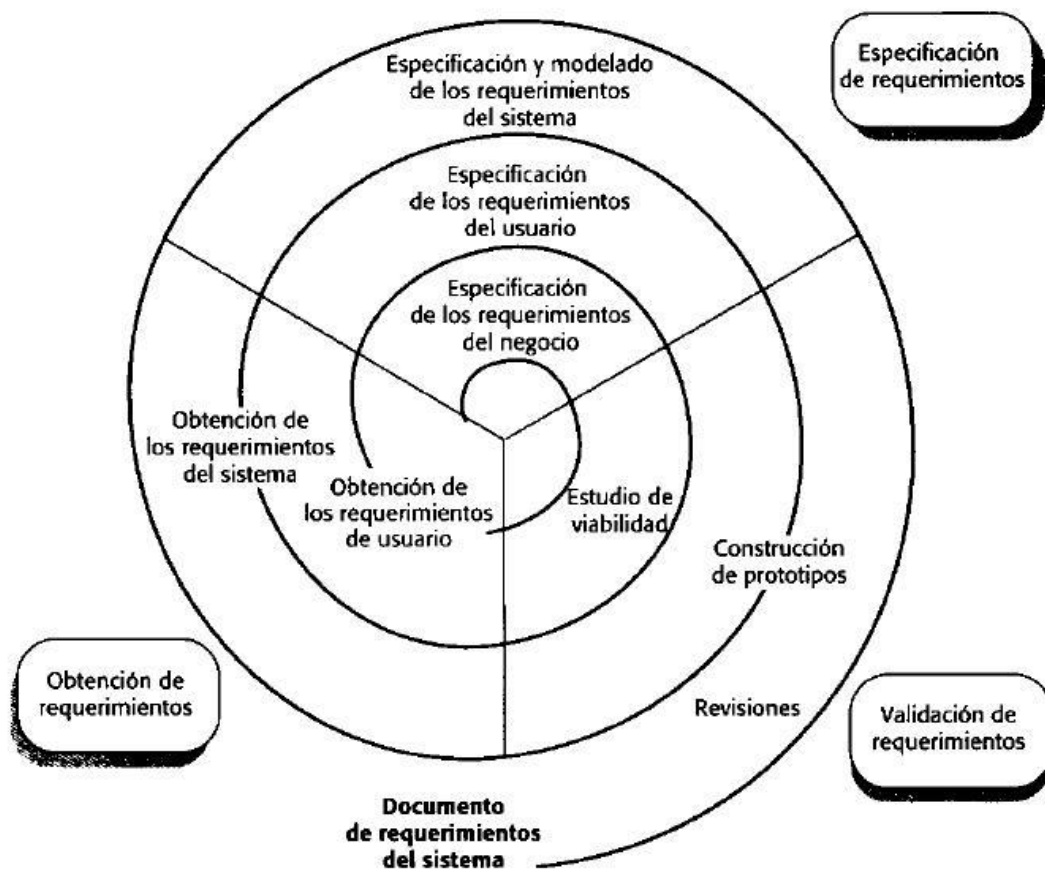 Especificación
de requerimientos
Especificación y modelado
de los requerimientos
del sistema
Especificación
de los requerimientos
del usuario
Especificación
de los requerimientos
del negocio
Obtención de
los requerimientos
del sistema
Obtención de
los requerimientos
de usuario
Estudio de
viabilidad
Construcción
de prototipos
Obtención de
requerimientos
Revisiones
Validación de
requerimientos
Documento
de requerimientos
del sistema